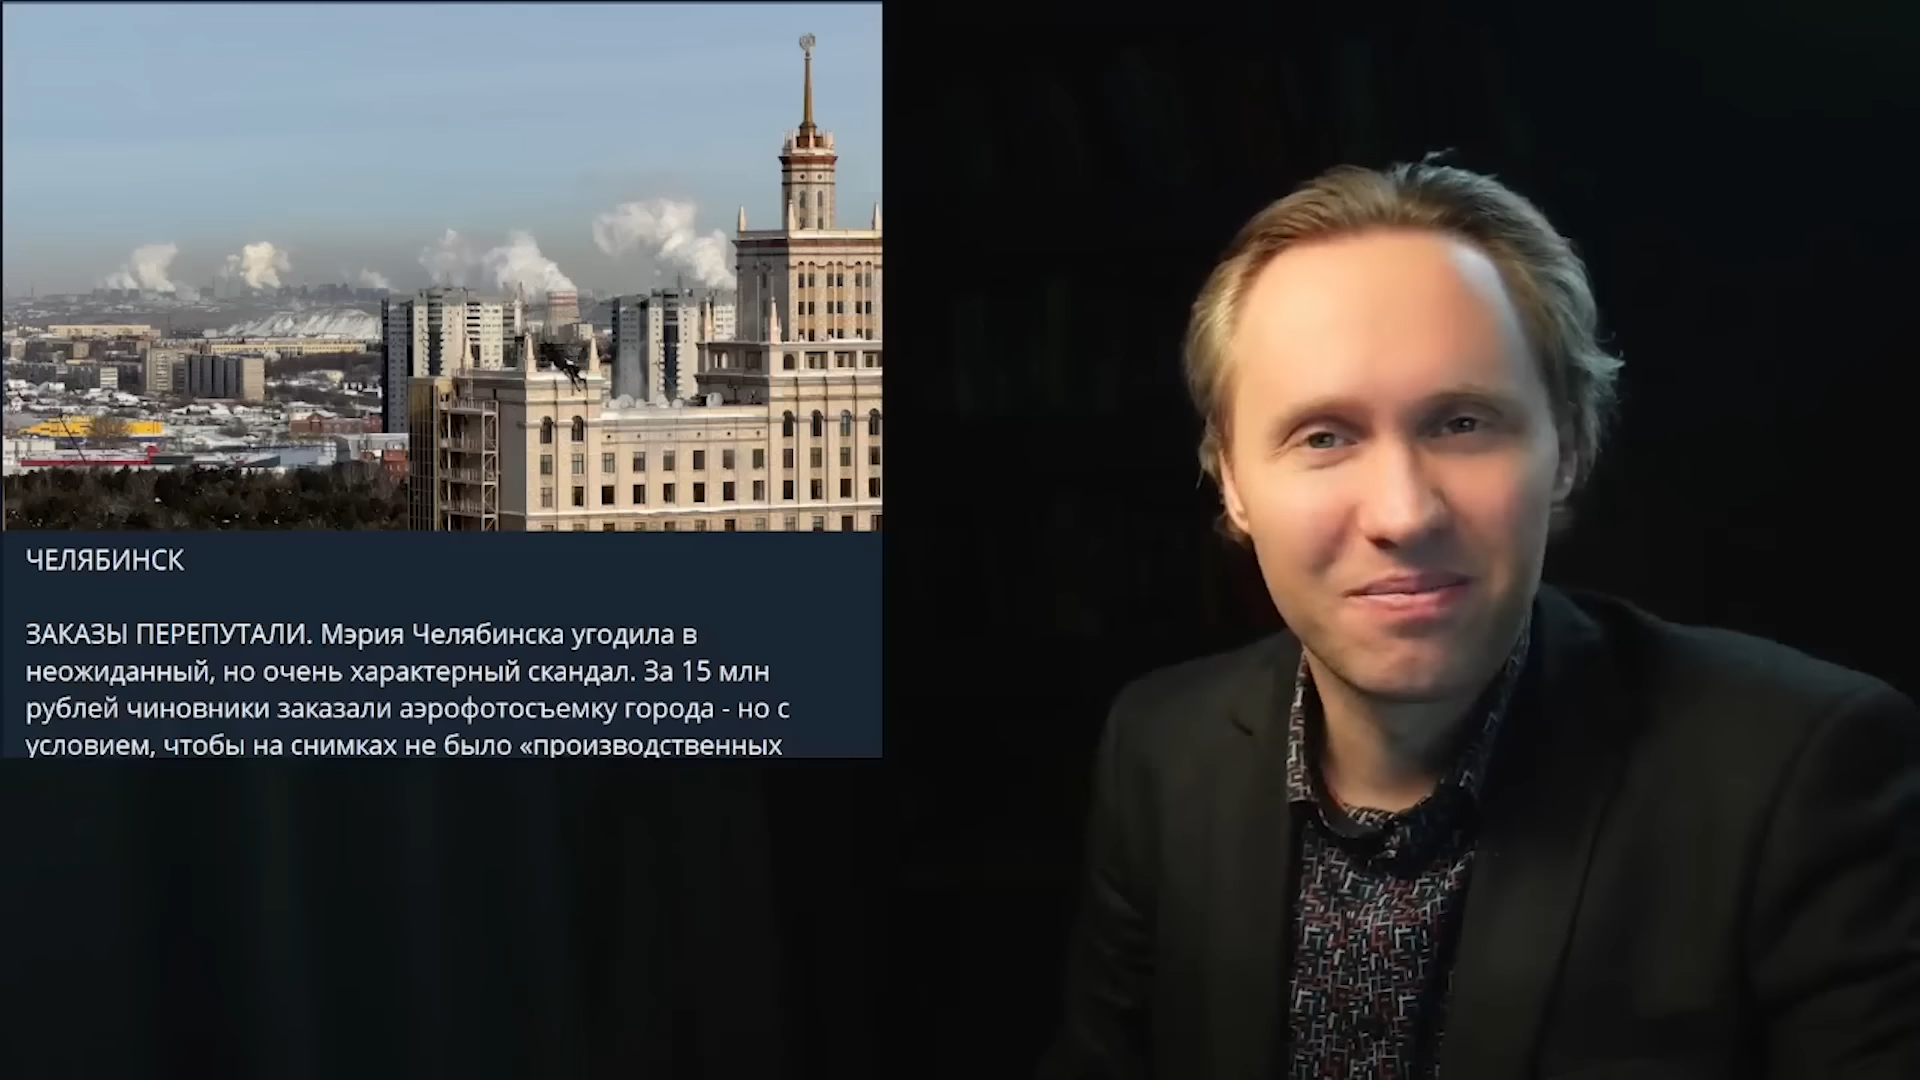 ЧЕЛЯБИНСК
ЗАКАЗЫ ПЕРЕПУТАЛИ. Мэрия Челябинска угодила в
неожиданный, но очень характерный скандал. За 15 млн
рублей чиновники заказали аэрофотосъемку города - но с
условием, чтобы на снимках не было «производственных